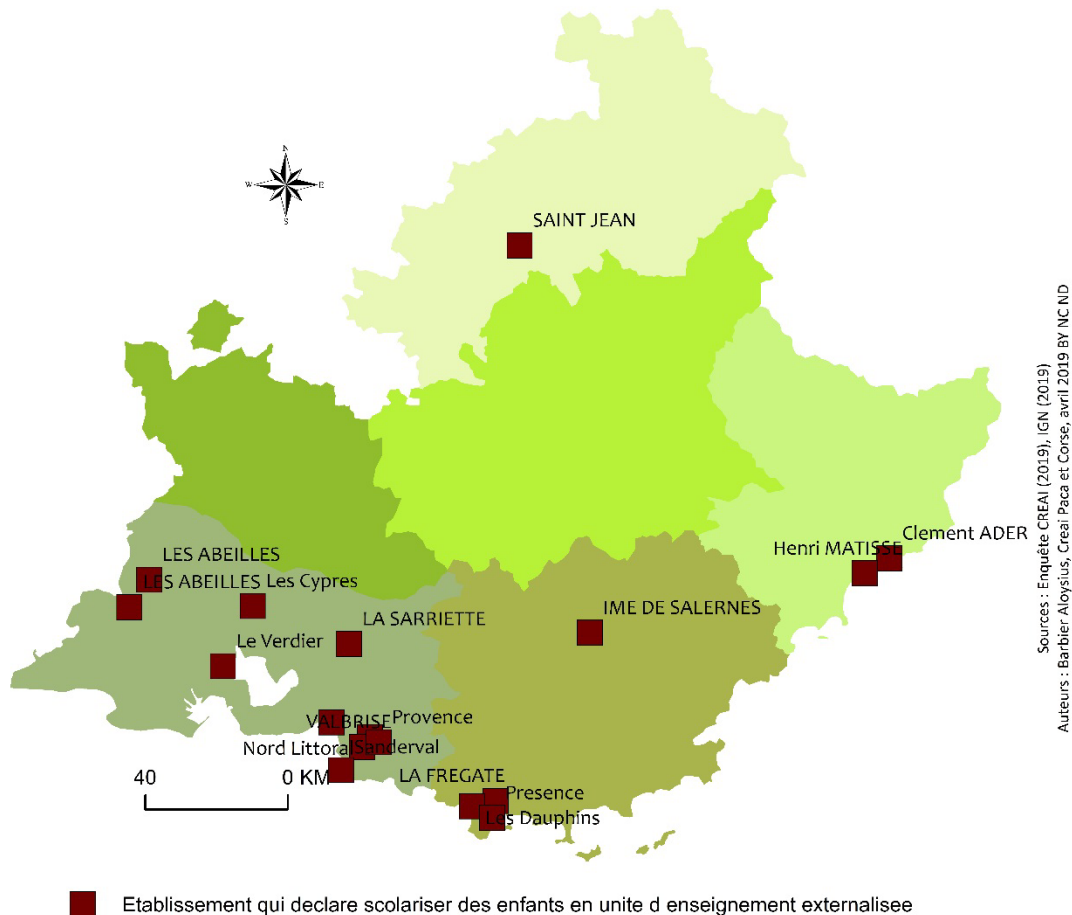 N
W E
S
SAINT JEAN
Clement ADER
Henri MATISSE
LES ABEILLES
LES ABEILLES Les Cypres
IME DE SALERNES
LA SARRIETTE
Le Verdier
VALBRISE Provence
Nord Littoral Sanderval
40 0 KM
LA FREGATE
Presence
Les Dauphins
Etablissement qui declare scolariser des enfants en unite d enseignement externalisee
Sources : Enquête CREAI (2019), IGN (2019)
Auteurs : Barbier Aloysius, Creai Paca et Corse, avril 2019 BY NC ND